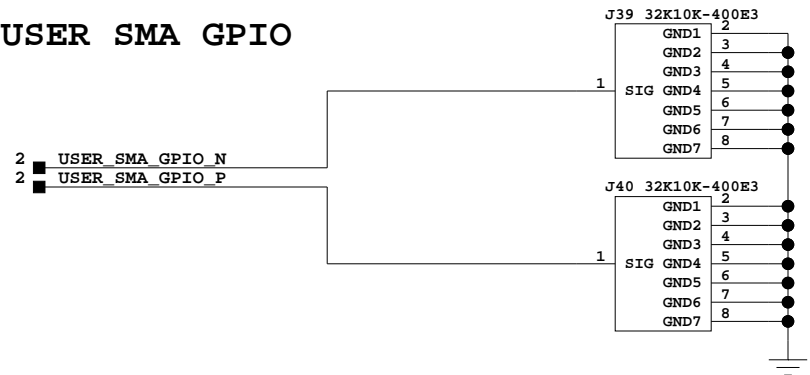 USER SMA GPIO
J39 32K10K-400E3
GND1 2
GND2 3
GND3 4
1 SIG GND4 5
GND5 6
GND6 7
GND7 8
2 USER_SMA_GPIO_N
2 USER_SMA_GPIO_P
J40 32K10K-400E3
GND1 2
GND2 3
GND3 4
1 SIG GND4 5
GND5 6
GND6 7
GND7 8